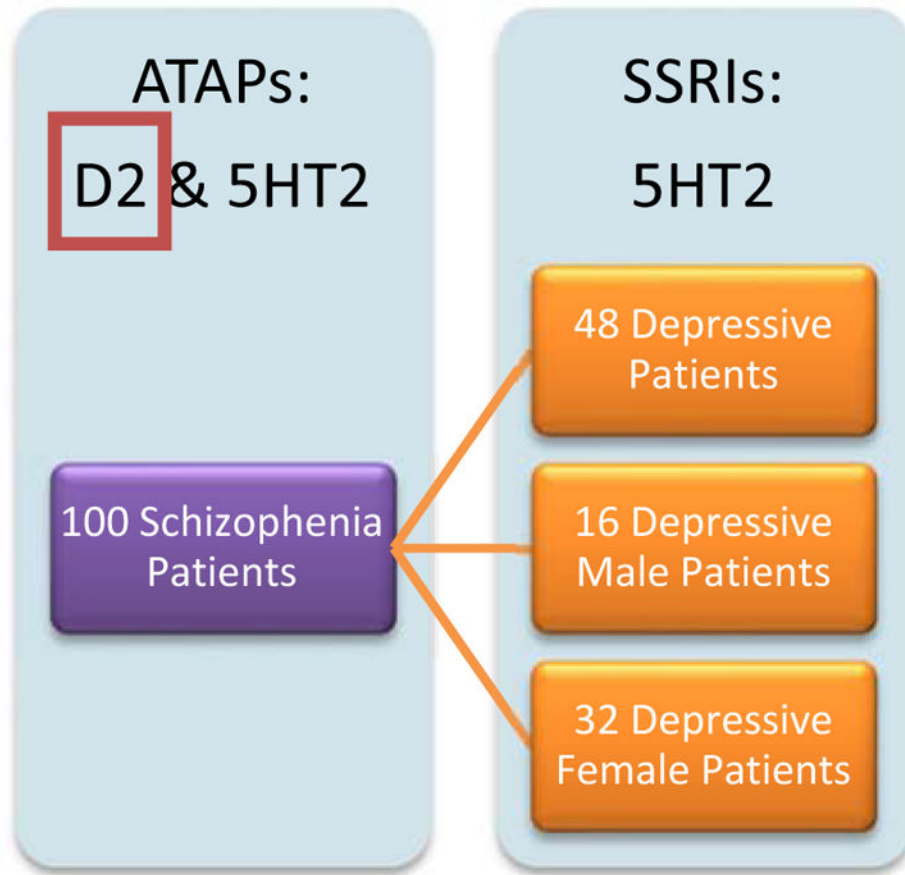 ATAPs:
D2 & 5HT2
100 Schizophenia
Patients
SSRIs:
5HT2
48 Depressive
Patients
16 Depressive
Male Patients
32 Depressive
Female Patients